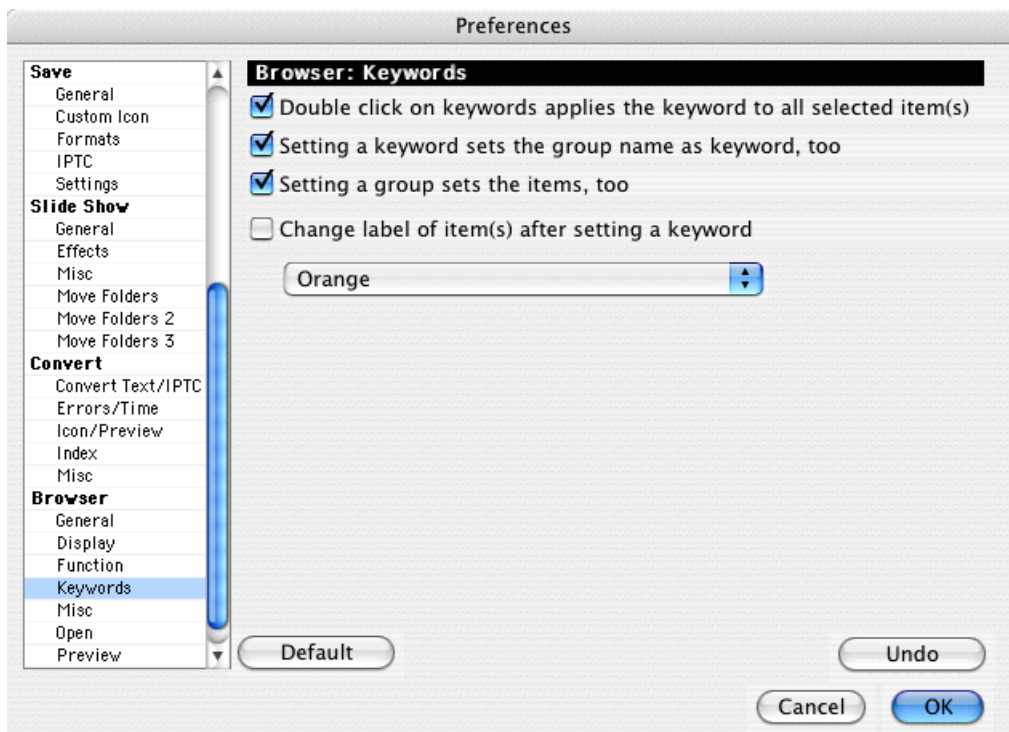 Preferences
Save
General
Custom Icon
Formats
IPTC
Settings
Slide Show
General
Effects
Misc
Move Folders
Move Folders 2
Move Folders 3
Convert
Convert Text/IPTC
Errors/Time
Icon/Preview
Index
Misc
Browser
General
Display
Function
Keywords
Misc
Open
Preview
Browser: Keywords
Double click on keywords applies the keyword to all selected item(s)
Setting a keyword sets the group name as keyword, too
Setting a group sets the items, too
Change label of item(s) after setting a keyword
Orange
Default
Undo
Cancel
OK